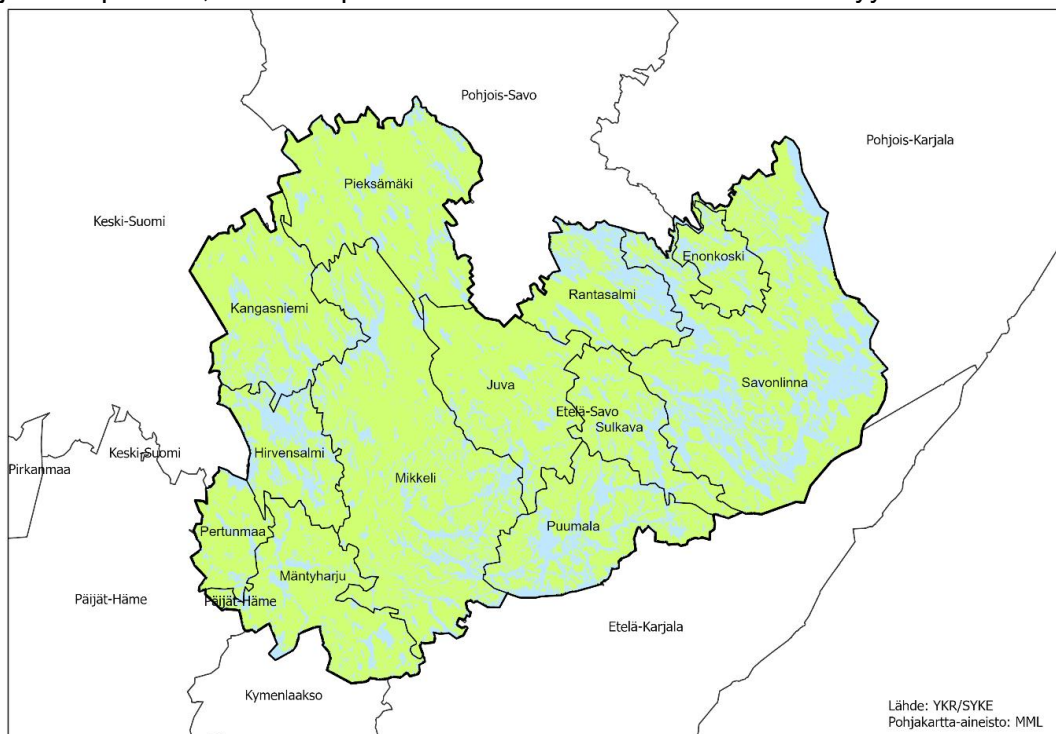 Pohjois-Savo
Pohjois-Karjala
Pieksämäki
Keski-Suomi
Enonkoski
Rantasalmi
Kangasniemi
Savonlinna
Juva
Etelä-Savo
Sulkava
Keski-Suomi
Hirvensalmi
Pirkanmaa
Mikkeli
Puumala
Pertunmaa
Mäntyharju
Päijät-Häme
Päijät-Häme
Etelä-Karjala
Kymenlaakso
Lähde: YKR/SYKE
Pohjakartta-aineisto: MML